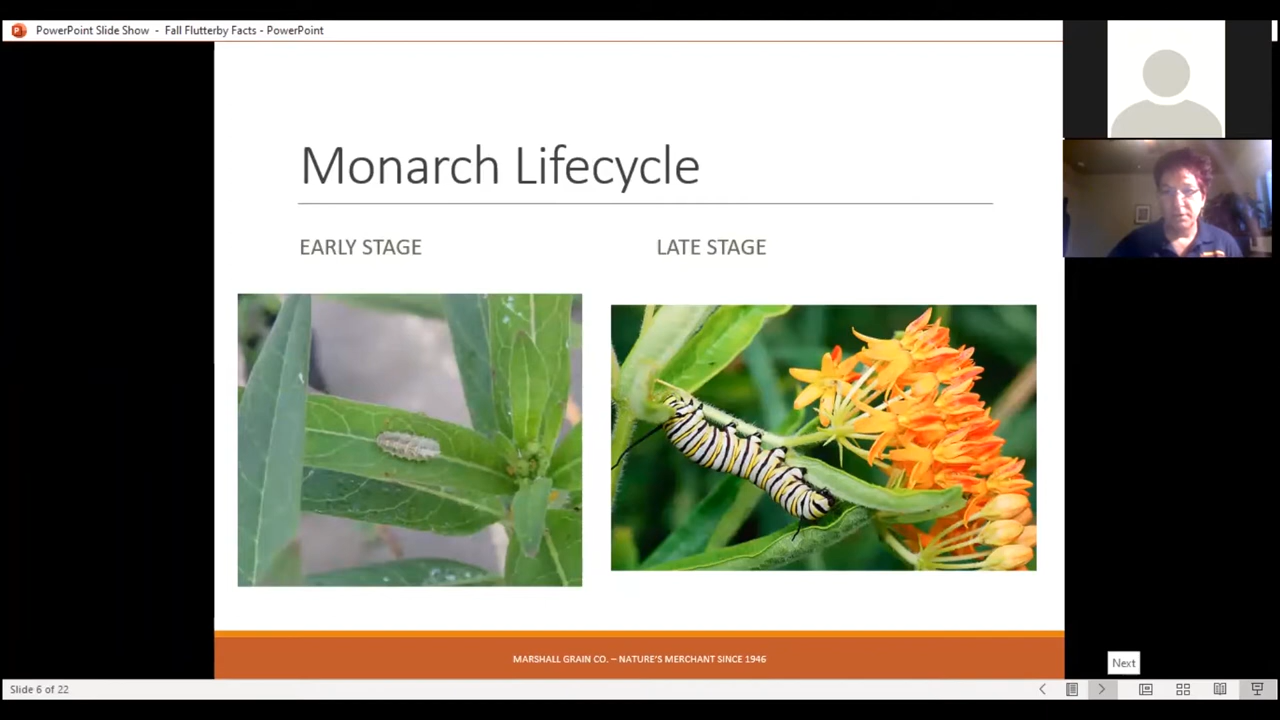 PowerPoint Slide Show - Fall Flutterby Facts - PowerPoint
Monarch Lifecycle
EARLY STAGE
LATE STAGE
MARSHALL GRAIN CO. – NATURE'S MERCHANT SINCE 1946
Next
Slide 6 of 22